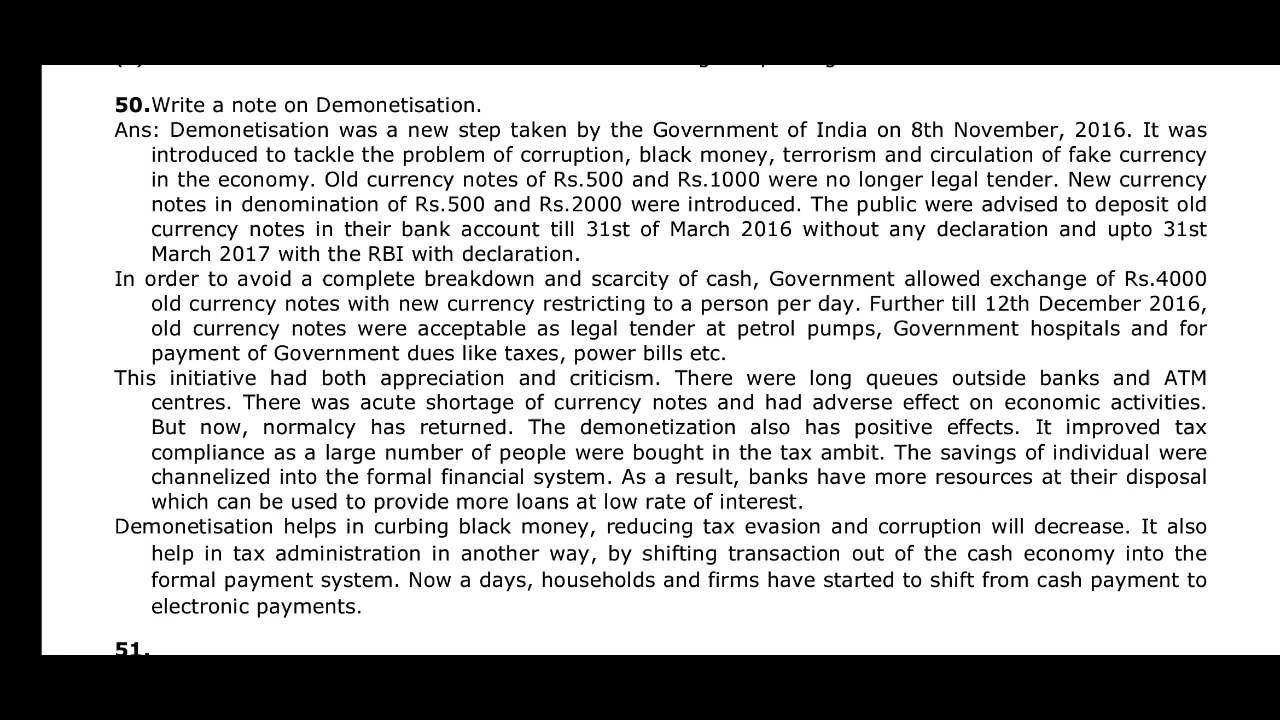 50.Write a note on Demonetisation.
Ans: Demonetisation was a new step taken by the Government of India on 8th November, 2016. It was
introduced to tackle the problem of corruption, black money, terrorism and circulation of fake currency
in the economy. Old currency notes of Rs.500 and Rs.1000 were no longer legal tender. New currency
notes in denomination of Rs.500 and Rs.2000 were introduced. The public were advised to deposit old
currency notes in their bank account till 31st of March 2016 without any declaration and upto 31st
March 2017 with the RBI with declaration.
In order to avoid a complete breakdown and scarcity of cash, Government allowed exchange of Rs.4000
old currency notes with new currency restricting to a person per day. Further till 12th December 2016,
old currency notes were acceptable as legal tender at petrol pumps, Government hospitals and for
payment of Government dues like taxes, power bills etc.
This initiative had both appreciation and criticism. There were long queues outside banks and ATM
centres. There was acute shortage of currency notes and had adverse effect on economic activities.
But now, normalcy has returned. The demonetization also has positive effects. It improved tax
compliance as a large number of people were bought in the tax ambit. The savings of individual were
channelized into the formal financial system. As a result, banks have more resources at their disposal
which can be used to provide more loans at low rate of interest.
Demonetisation helps in curbing black money, reducing tax evasion and corruption will decrease. It also
help in tax administration in another way, by shifting transaction out of the cash economy into the
formal payment system. Now a days, households and firms have started to shift from cash payment to
electronic payments.
51.